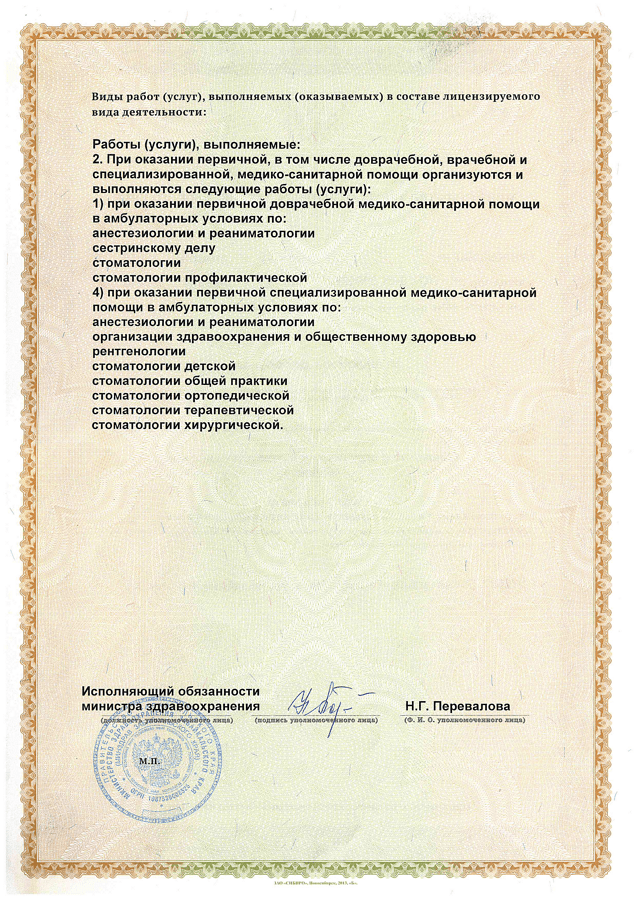 Виды работ (услуг), выполняемых (оказываемых) в составе лицензируемого
вида деятельности:
Работы (услуги), выполняемые:
2. При оказании первичной, в том числе доврачебной, врачебной и
специализированной, медико-санитарной помощи организуются и
выполняются следующие работы (услуги):
1) при оказании первичной доврачебной медико-санитарной помощи
в амбулаторных условиях по:
анестезиологии и реаниматологии
сестринскому делу
стоматологии
стоматологии профилактической
4) при оказании первичной специализированной медико-санитарной
помощи в амбулаторных условиях по:
анестезиологии и реаниматологии
организации здравоохранения и общественному здоровью
рентгенологии
стоматологии детской
стоматологии общей практики
стоматологии ортопедической
стоматологии терапевтической
стоматологии хирургической.
Исполняющий обязанности
министра здравоохранения
Н.Г. Перевалова
(должность уполномоченного лица)
(подпись уполномоченного лица)
(Ф. И. О. уполномоченного лица)
М.П.